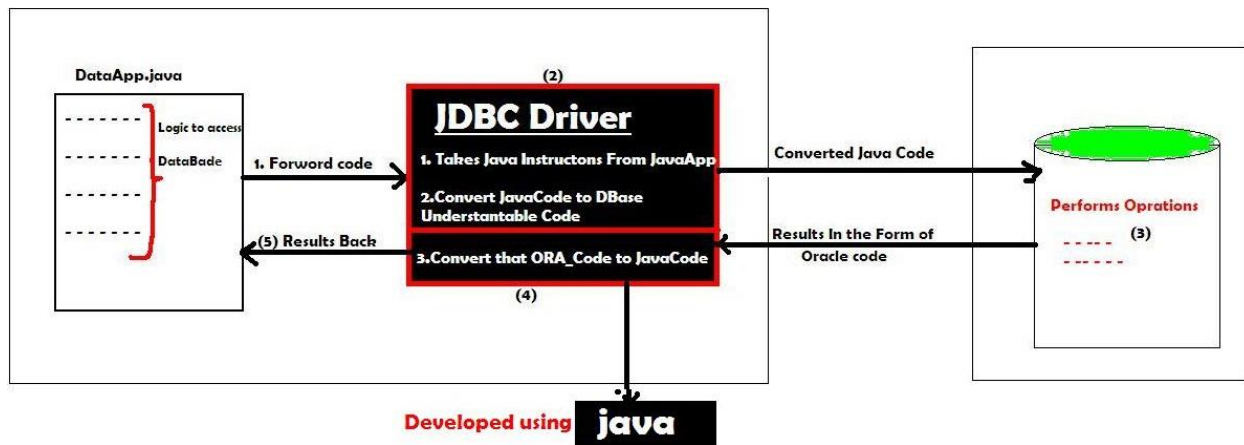 DataApp.java
Logic to access
DataBade
1. Forword code
(5) Results Back
(2)
JDBC Driver
1. Takes Java Instructons From JavaApp
2.Convert JavaCode to DBase
Understantable Code
3.Convert that ORA_Code to JavaCode
(4)
Converted Java Code
Results In the Form of
Oracle code
Performs Oprations
(3)
Developed using java